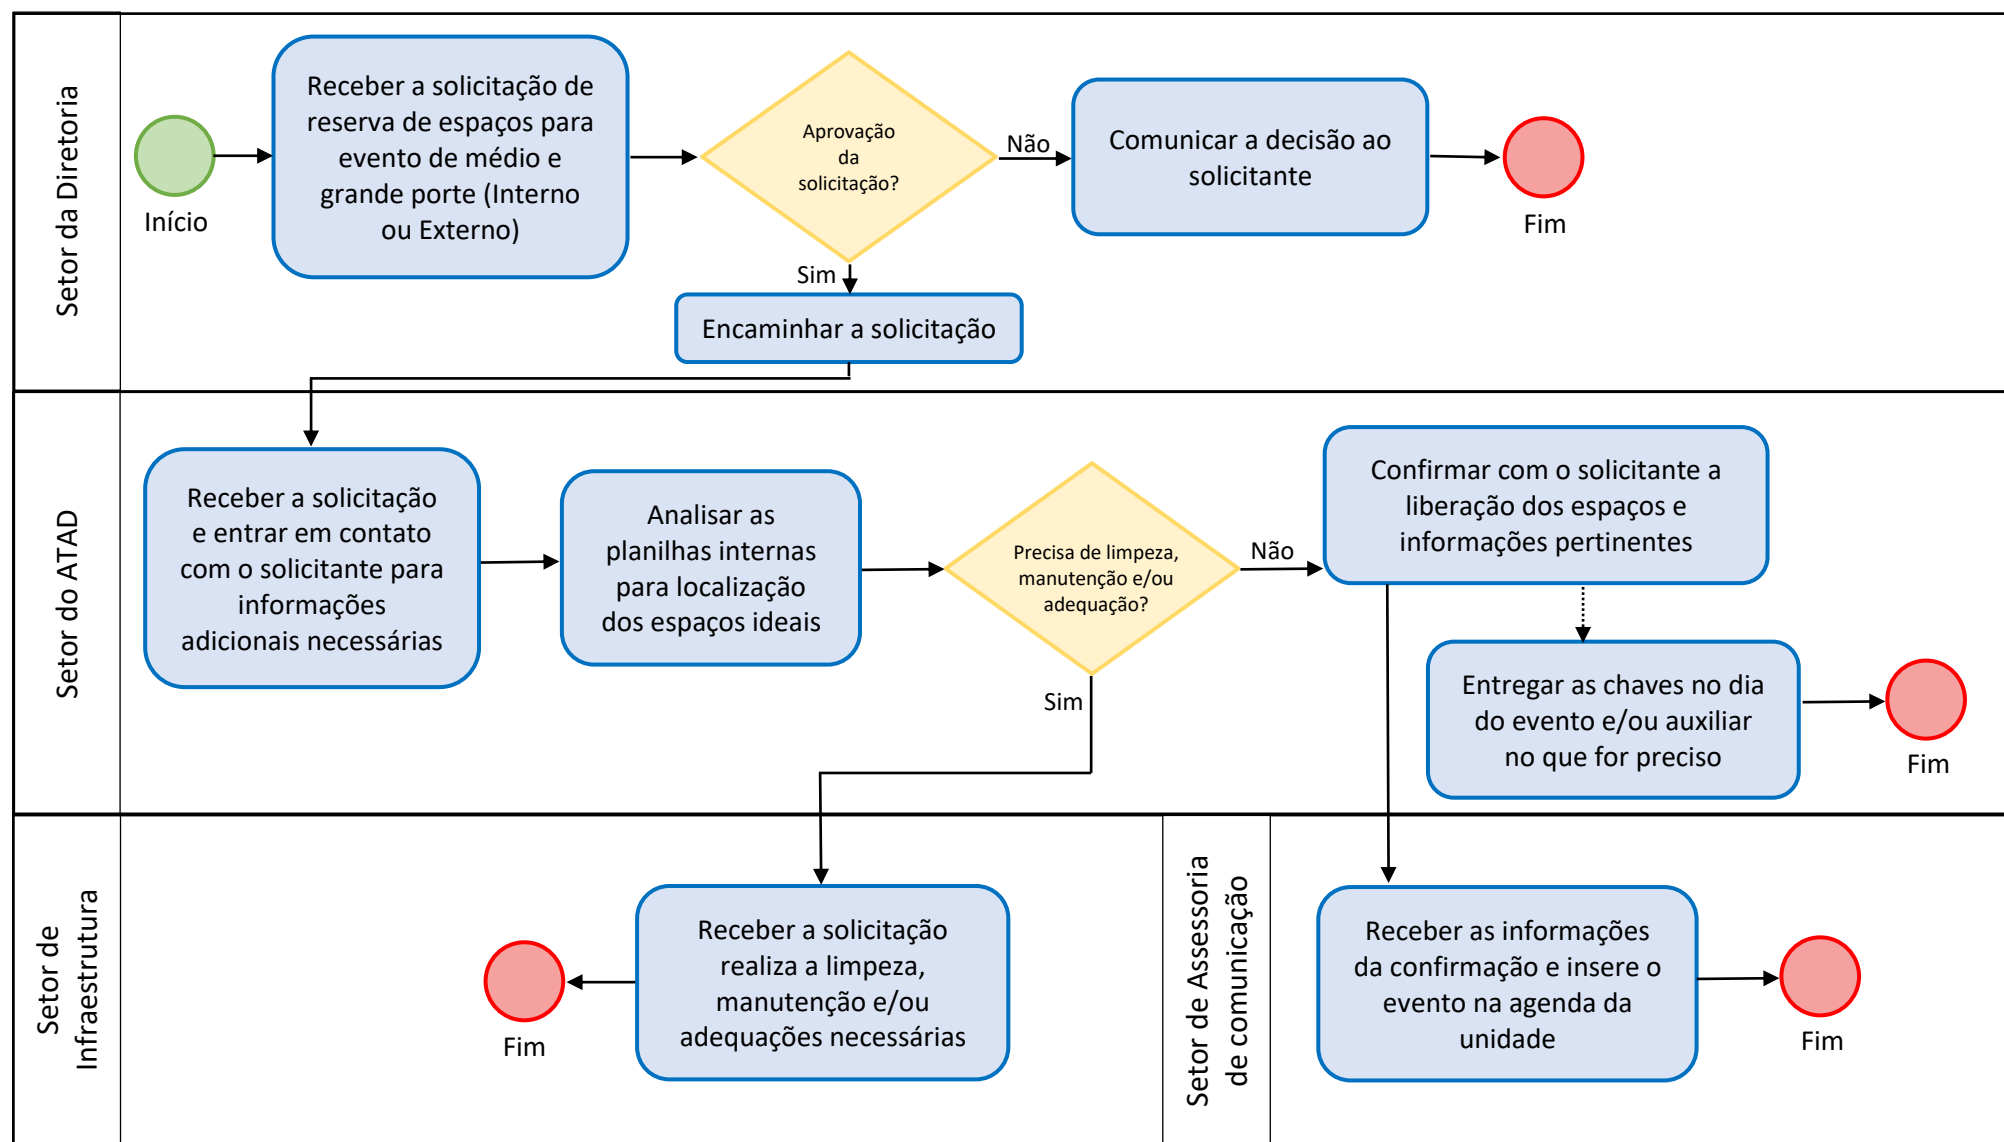 Setor da Diretoria
Início
Receber a solicitação de
reserva de espaços para
evento de médio e
grande porte (Interno
ou Externo)
Aprovação
da
solicitação?
Não
Comunicar a decisão ao
solicitante
Fim
Sim
Encaminhar a solicitação
Setor do ATAD
Receber a solicitação
e entrar em contato
com o solicitante para
informações
adicionais necessárias
Analisar as
planilhas internas
para localização
dos espaços ideais
Precisa de limpeza,
manutenção e/ou
adequação?
Não
Confirmar com o solicitante a
liberação dos espaços e
informações pertinentes
Sim
Entregar as chaves no dia
do evento e/ou auxiliar
no que for preciso
Fim
Setor de
Infraestrutura
Fim
Receber a solicitação
realiza a limpeza,
manutenção e/ou
adequações necessárias
Setor de Assessoria
de comunicação
Receber as informações
da confirmação e insere o
evento na agenda da
unidade
Fim